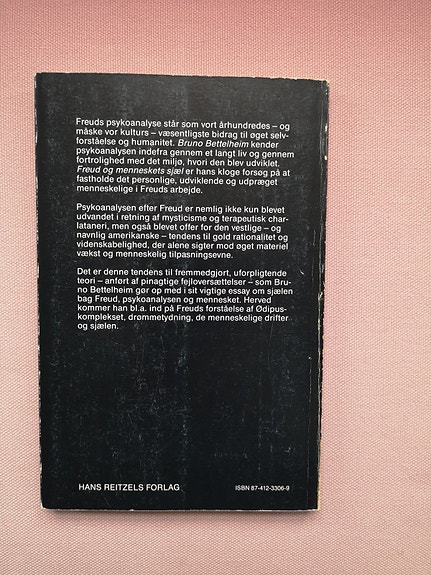 Freuds psykoanalyse står som vort århundredes – og
måske vor kulturs – væsentligste bidrag til øget selv-
forståelse og humanitet. Bruno Bettelheim kender
psykoanalysen indefra gennem et langt liv og gennem
fortrolighed med det miljø, hvori den blev udviklet.
Freud og menneskets sjæl er hans kloge forsøg på at
fastholde det personlige, udviklende og udpræget
menneskelige i Freuds arbejde.
Psykoanalysen efter Freud er nemlig ikke kun blevet
udvandet i retning af mysticisme og terapeutisk char-
lataneri, men også blevet offer for den vestlige – og
navnlig amerikanske – tendens til gold rationalitet og
videnskabelighed, der alene sigter mod øget materiel
vækst og menneskelig tilpasningsevne.
Det er denne tendens til fremmedgjort, uforpligtende
teori – anført af pinagtige fejloversættelser – som Bru-
no Bettelheim gør op med i sit vigtige essay om sjælen
bag Freud, psykoanalysen og mennesket. Herved
kommer han bl.a. ind på Freuds forståelse af Ødipus-
komplekset, drømmetydning, de menneskelige drifter
og sjælen.
HANS REITZELS FORLAG
ISBN 87-412-3306-9